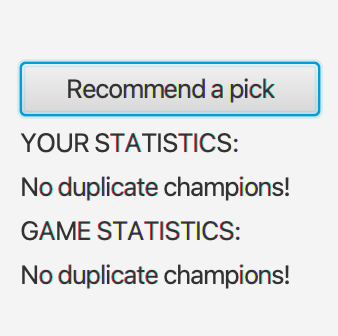 Recommend a pick
YOUR STATISTICS:
No duplicate champions!
GAME STATISTICS:
No duplicate champions!